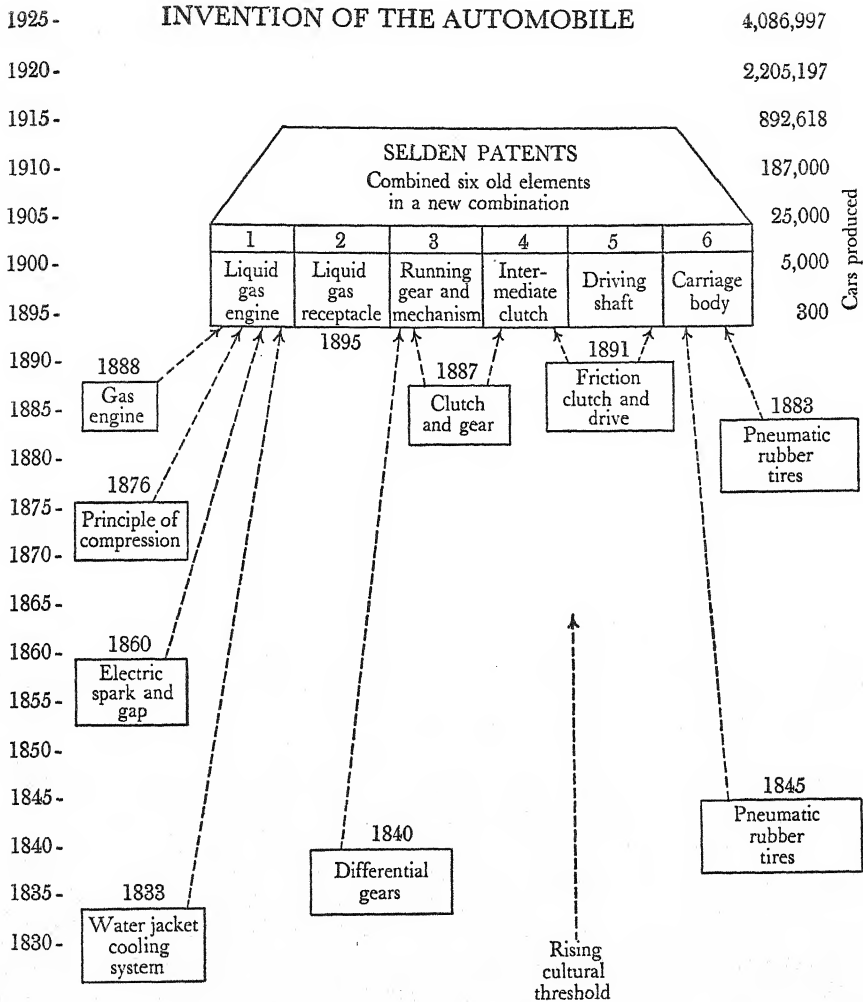 INVENTION OF THE AUTOMOBILE
1925-
4,086,997
1920-
2,205,197
1915-
892,618
1910-
187,000
1905-
25,000
1900-
5,000
1895-
300
Cars produced
SELDEN PATENTS
Combined six old elements
in a new combination
1
2
3
4
5
6
Liquid
gas
engine
Liquid
gas
receptacle
Running
gear and
mechanism
Inter-
mediate
clutch
Driving
shaft
Carriage
body
1895
1890-
1888
Gas
engine
1887
Clutch
and gear
1891
Friction
clutch and
drive
1885-
1883
Pneumatic
rubber
tires
1880-
1876
Principle of
compression
1875-
1870-
1865-
1860-
1860
Electric
spark and
gap
1855-
1850-
1845-
1845
Pneumatic
rubber
tires
1840-
1840
Differential
gears
1835-
1833
Water jacket
cooling
system
1830-
Rising
cultural
threshold